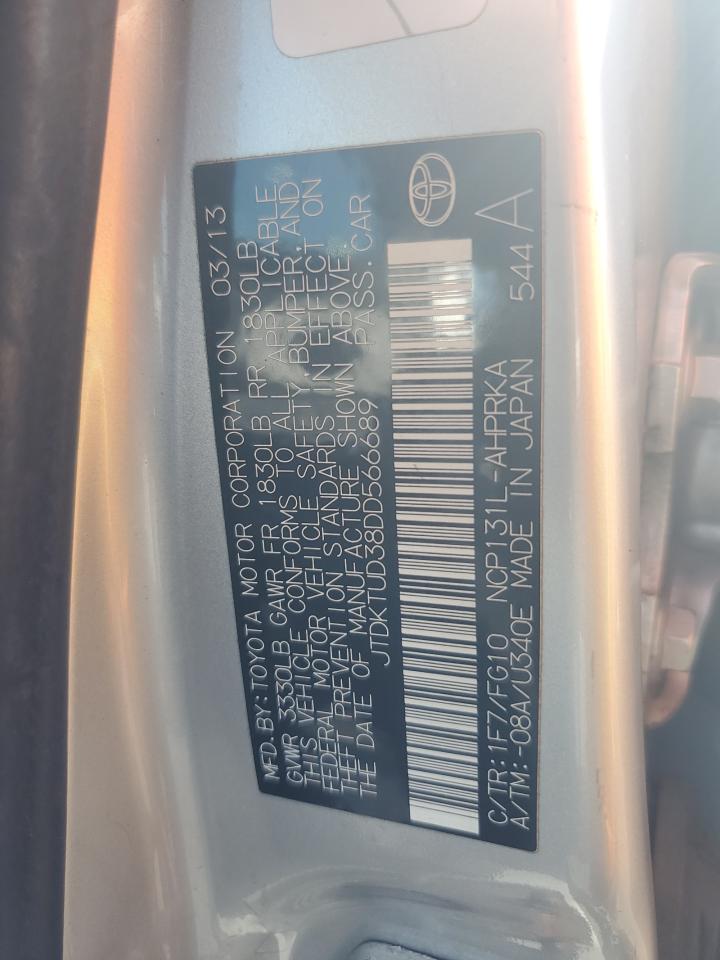 MFD. BY: TOYOTA MOTOR CORPORATION 03/13
GVWR 3330LB GAWR FR 1830LB RR 1830LB
THIS VEHICLE CONFORMS TO ALL APPLICABLE
FEDERAL MOTOR VEHICLE SAFETY, BUMPER, AND
THEFT PREVENTION STANDARDS IN EFFECT ON
THE DATE OF MANUFACTURE SHOWN ABOVE.
JTDKTUD38DD566689 PASS. CAR
C/TR: 1F7/FG10 NCP131L-AHPRKA
A/TM: -08A/U340E MADE IN JAPAN 544 A